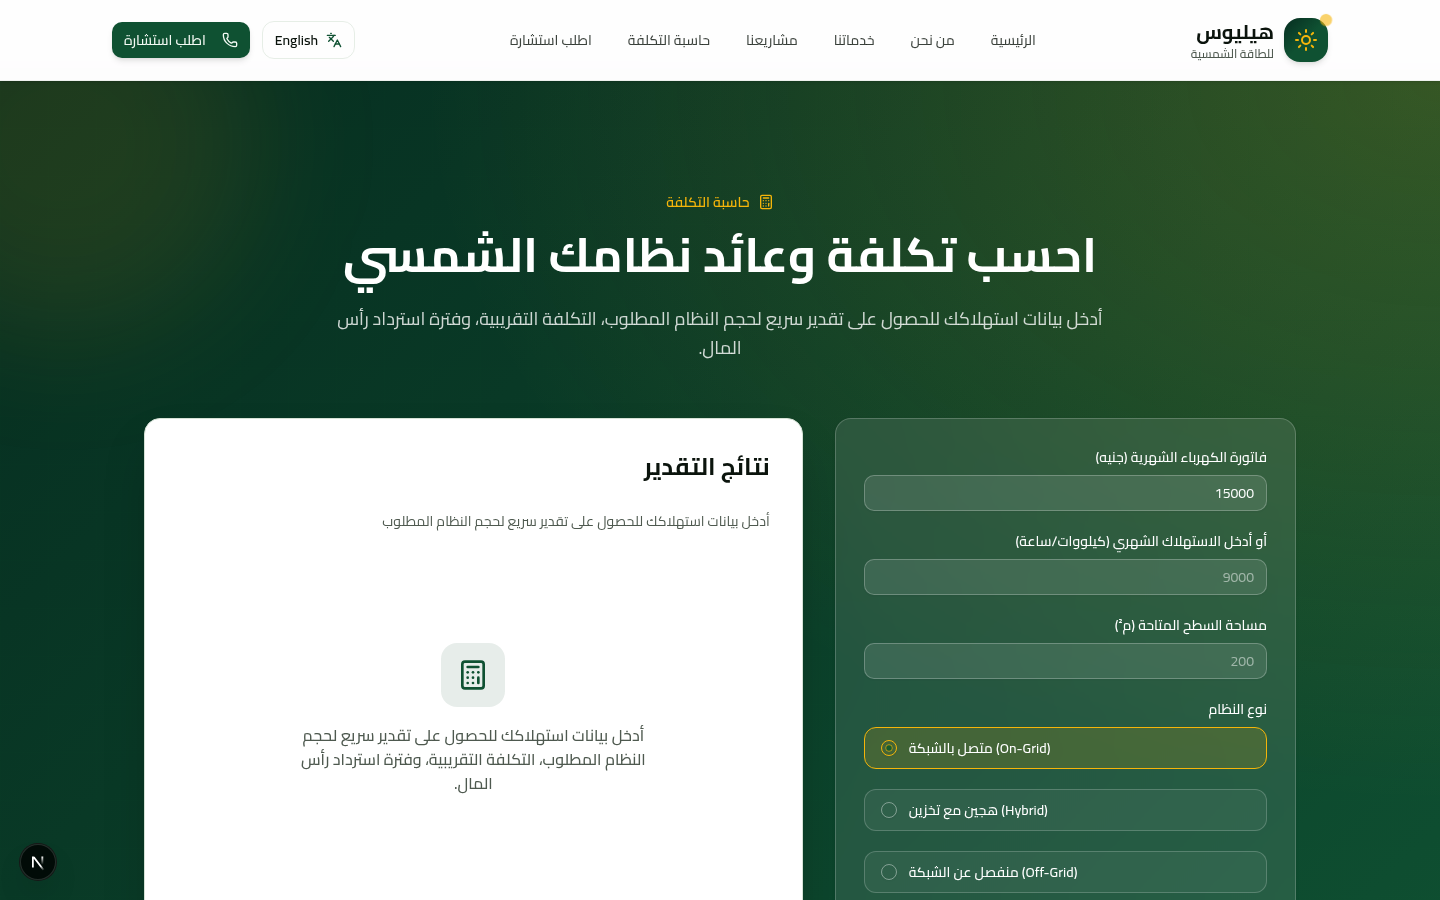 هيليوس
للطاقة الشمسية
الرئيسية
من نحن
خدماتنا
مشاريعنا
حاسبة التكلفة
اطلب استشارة
English
اطلب استشارة
حاسبة التكلفة
احسب تكلفة وعائد نظامك الشمسي
أدخل بيانات استهلاكك للحصول على تقدير سريع لحجم النظام المطلوب، التكلفة التقريبية، وفترة استرداد رأس
المال.
فاتورة الكهرباء الشهرية (جنيه)
15000
أو أدخل الاستهلاك الشهري (كيلووات/ساعة)
9000
مساحة السطح المتاحة (م²)
200
نوع النظام
متصل بالشبكة (On-Grid)
هجين مع تخزين (Hybrid)
منفصل عن الشبكة (Off-Grid)
نتائج التقدير
أدخل بيانات استهلاكك للحصول على تقدير سريع لحجم النظام المطلوب
أدخل بيانات استهلاكك للحصول على تقدير سريع لحجم
النظام المطلوب، التكلفة التقريبية، وفترة استرداد رأس
المال.
N